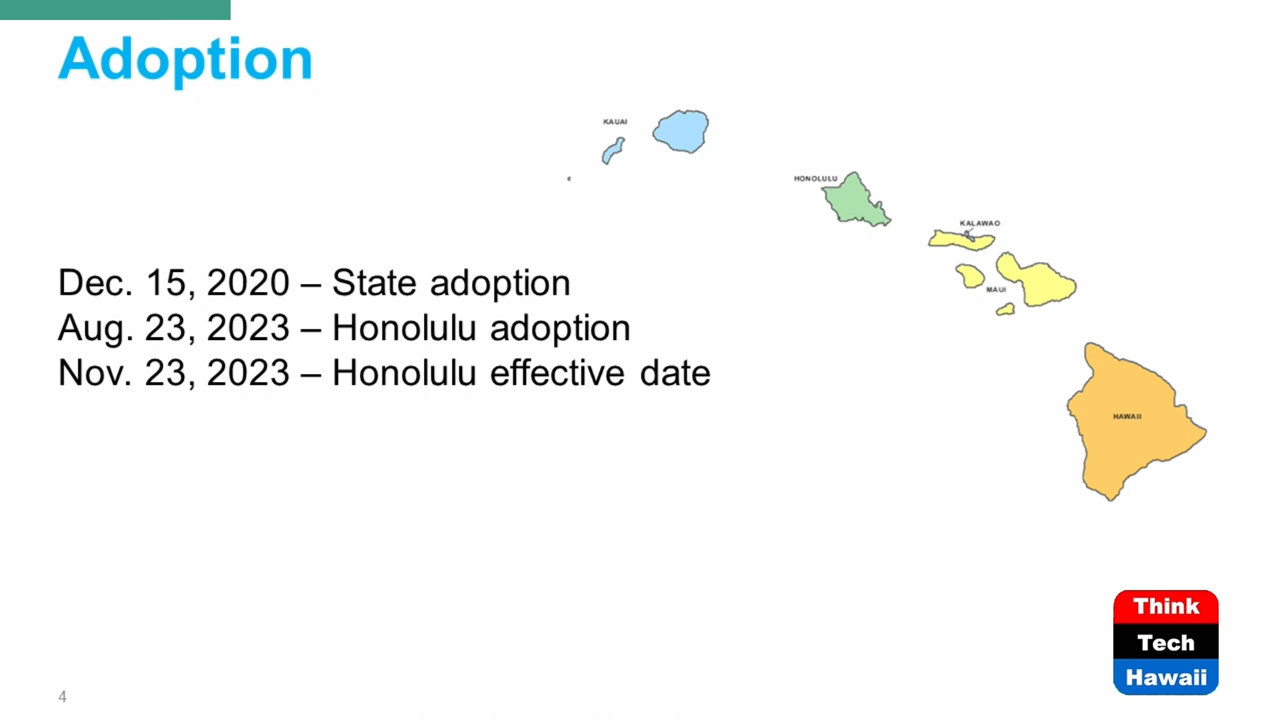 Adoption
KAUAI
HONOLULU
KALAWAO
MAUI
HAWAII
Dec. 15, 2020 – State adoption
Aug. 23, 2023 – Honolulu adoption
Nov. 23, 2023 – Honolulu effective date
Think
Tech
Hawaii
4